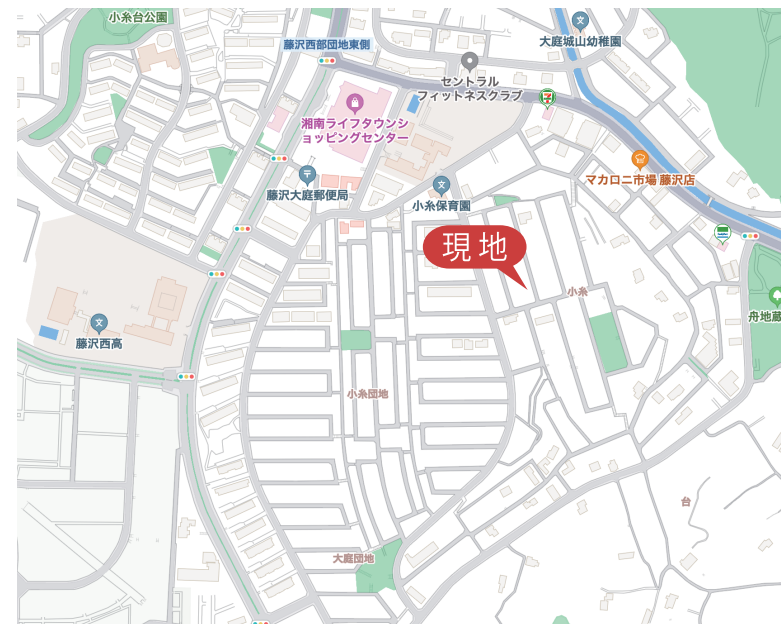 小糸台公園
藤沢西部団地東側
大庭城山幼稚園
セントラル
フィットネスクラブ
湘南ライフタウンシ
ョッピングセンター
マカロニ市場 藤沢店
藤沢大庭郵便局
小糸保育園
現地
小糸
舟地蔵
藤沢西高
小糸団地
台
大庭団地